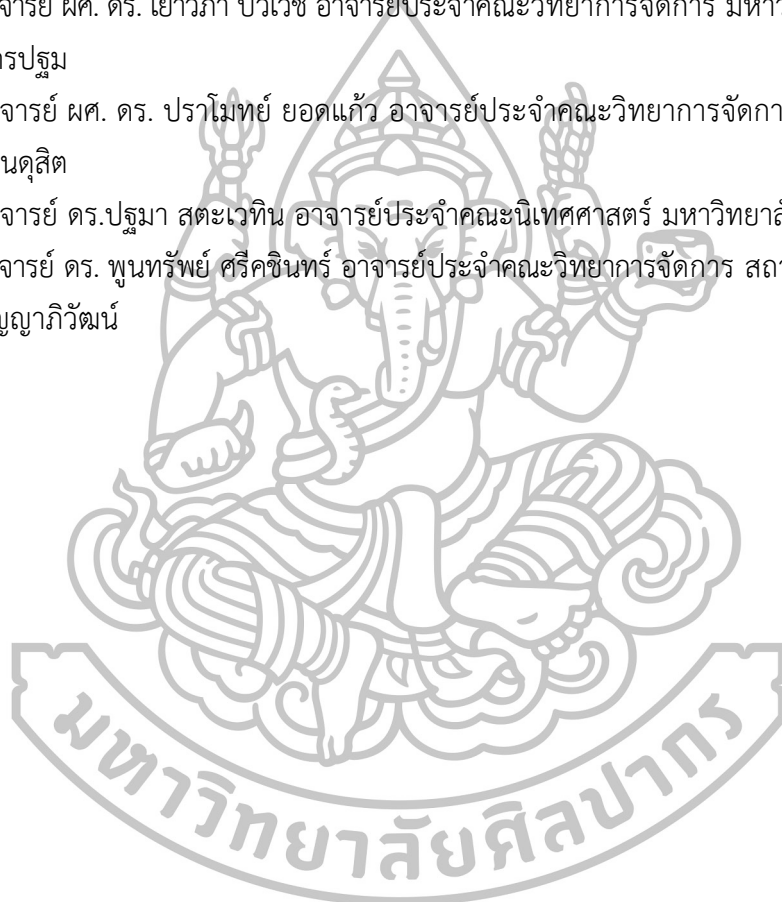 จารย์ ผศ. ดร. เยาวภา บัวเวช อาจารย์ประจำคณะวิทยาการจัดการ มหาว
ารปฐม
จารย์ ผศ. ดร. ปราโมทย์ ยอดแก้ว อาจารย์ประจำคณะวิทยาการจัดกา
นดุสิต
จารย์ ดร.ปฐมา สตะเวทิน อาจารย์ประจำคณะนิเทศศาสตร์ มหาวิทยาล
จารย์ ดร. พูนทรัพย์ ศรีคชินทร์ อาจารย์ประจำคณะวิทยาการจัดการ สถา
ญญาภิวัฒน์
มหาวิทยาลัยศิลปากร